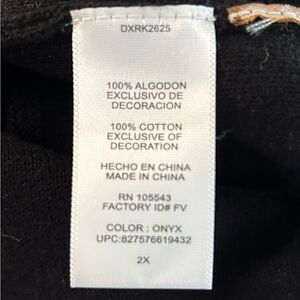 DXRK2625
100% ALGODON
EXCLUSIVO DE
DECORACION
100% COTTON
EXCLUSIVE OF
DECORATION
HECHO EN CHINA
MADE IN CHINA
RN 105543
FACTORY ID# FV
COLOR : ONYX
UPC:827576619432
2X